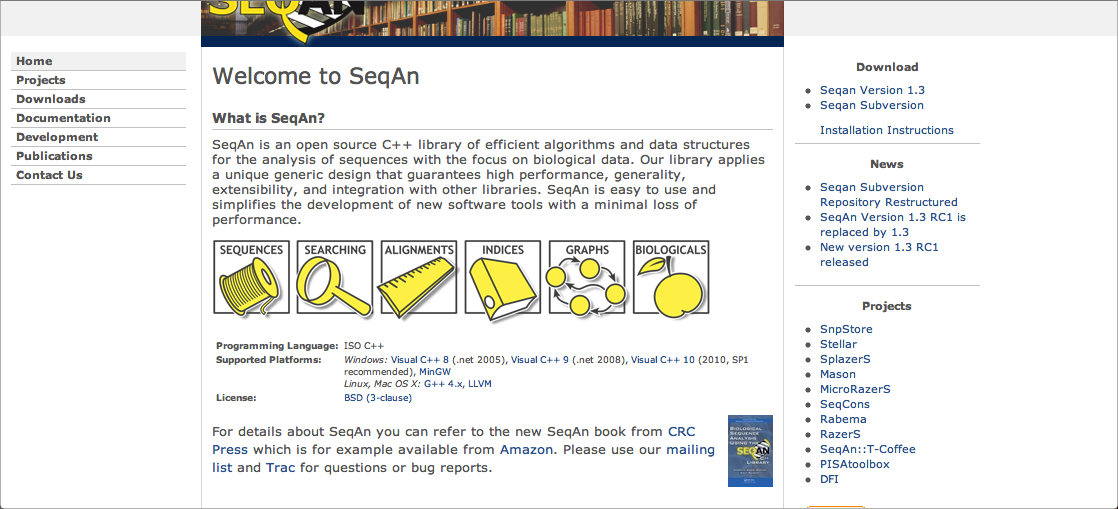 SEQAN
Home
Projects
Downloads
Documentation
Development
Publications
Contact Us
Welcome to SeqAn
What is SeqAn?
SeqAn is an open source C++ library of efficient algorithms and data structures
for the analysis of sequences with the focus on biological data. Our library applies
a unique generic design that guarantees high performance, generality,
extensibility, and integration with other libraries. SeqAn is easy to use and
simplifies the development of new software tools with a minimal loss of
performance.
SEQUENCES SEARCHING ALIGNMENTS INDICES GRAPHS BIOLOGICALS
Programming Language: ISO C++
Supported Platforms: Windows: Visual C++ 8 (.net 2005), Visual C++ 9 (.net 2008), Visual C++ 10 (2010, SP1
recommended), MinGW
Linux, Mac OS X: G++ 4.x, LLVM
License: BSD (3-clause)
For details about SeqAn you can refer to the new SeqAn book from CRC
Press which is for example available from Amazon. Please use our mailing
list and Trac for questions or bug reports.
BIOLOGICAL
SEQUENCE
ANALYSIS
USING THE
SEQAN
C++
LIBRARY
Download
Seqan Version 1.3
Seqan Subversion
Installation Instructions
News
Seqan Subversion
Repository Restructured
SeqAn Version 1.3 RC1 is
replaced by 1.3
New version 1.3 RC1
released
Projects
SnpStore
Stellar
SplazerS
Mason
MicroRazerS
SeqCons
Rabema
RazerS
SeqAn::T-Coffee
PISAtoolbox
DFI